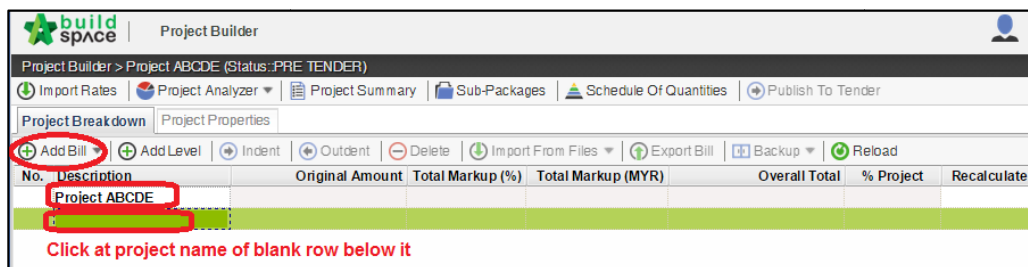 build space Project Builder
Project Builder > Project ABCDE (Status::PRE TENDER)
Import Rates Project Analyzer Project Summary Sub-Packages Schedule Of Quantities Publish To Tender
Project Breakdown Project Properties
Add Bill Add Level Indent Outdent Delete Import From Files Export Bill Backup Reload
No. Description Original Amount Total Markup (%) Total Markup (MYR) Overall Total % Project Recalculate
Project ABCDE
Click at project name of blank row below it